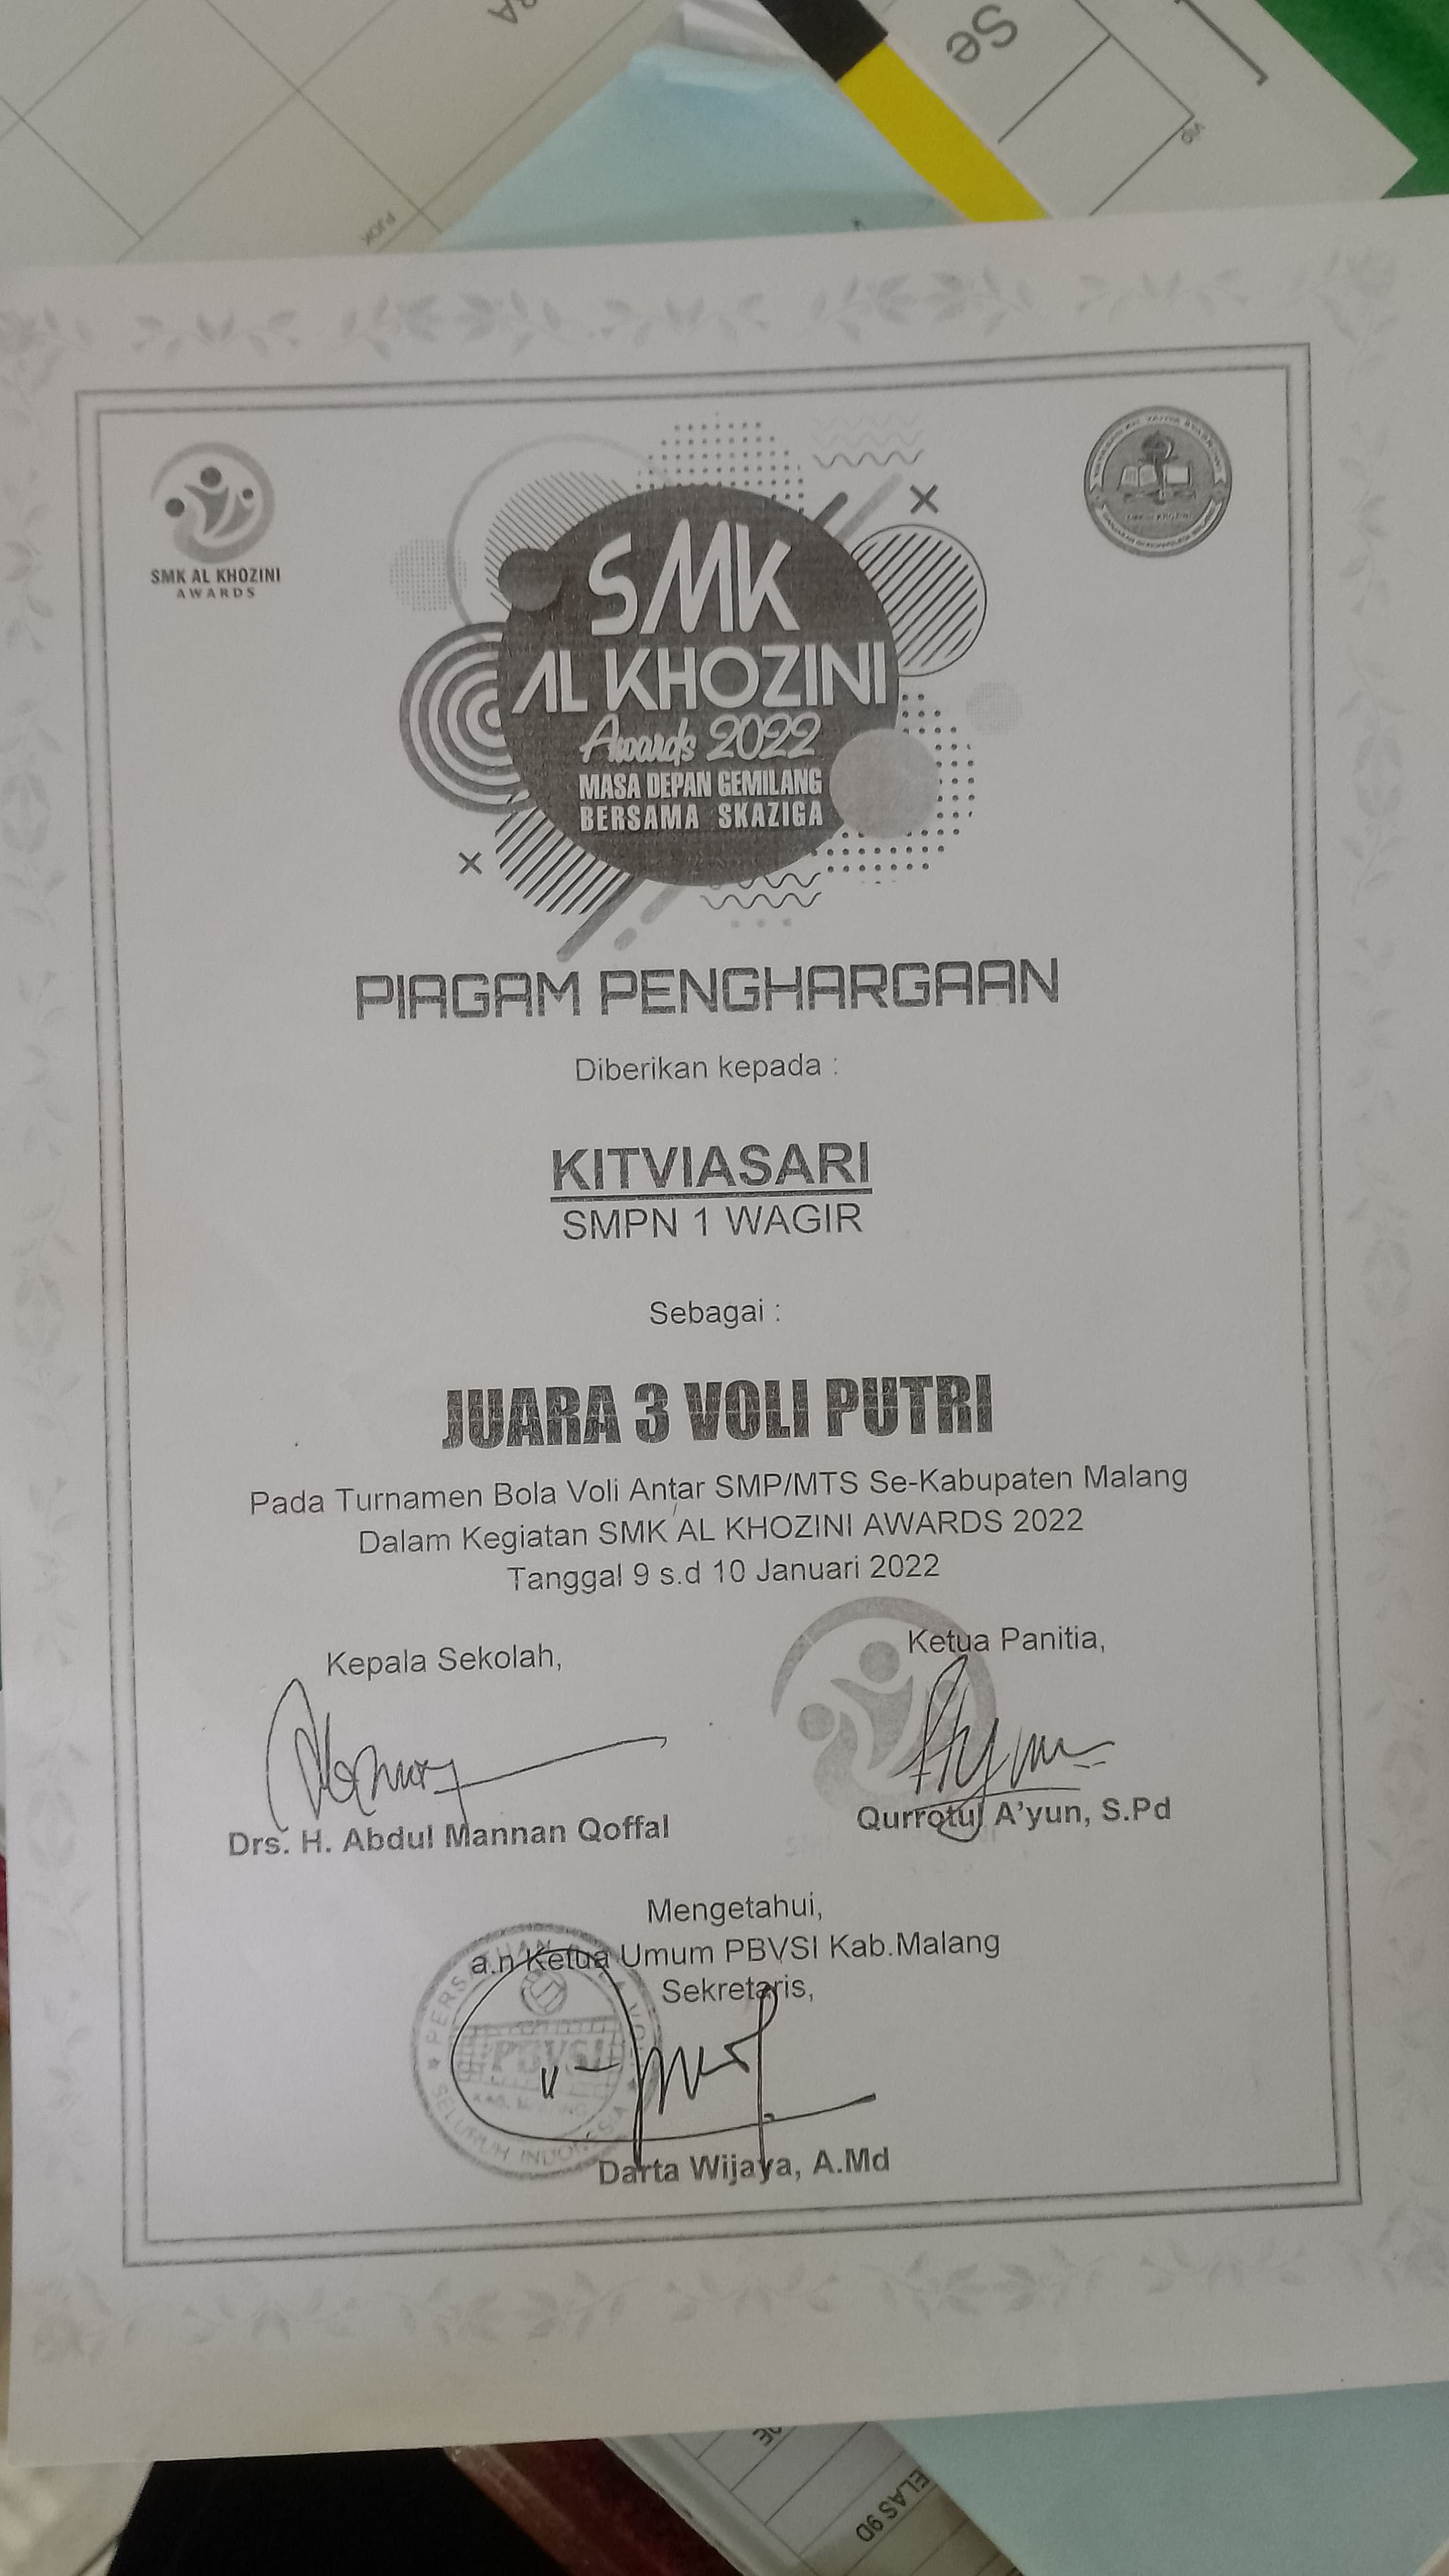 RA
Se
VIP
PJOK
SMK AL KHOZINI
AWARDS
SMK
AL KHOZINI
Awards 2022
MASA DEPAN GEMILANG
BERSAMA SKAZIGA
PIAGAM PENGHARGAAN
Diberikan kepada :
KITVIASARI
SMPN 1 WAGIR
Sebagai :
JUARA 3 VOLI PUTRI
Pada Turnamen Bola Voli Antar SMP/MTS Se-Kabupaten Malang
Dalam Kegiatan SMK AL KHOZINI AWARDS 2022
Tanggal 9 s.d 10 Januari 2022
Kepala Sekolah,
Ketua Panitia,
Drs. H. Abdul Mannan Qoffal
Qurrotul A'yun, S.Pd
Mengetahui,
a.n Ketua Umum PBVSI Kab.Malang
Sekretaris,
PBVSI
SELURUH INDONESIA
Darta Wijaya, A.Md
ELAS 9D